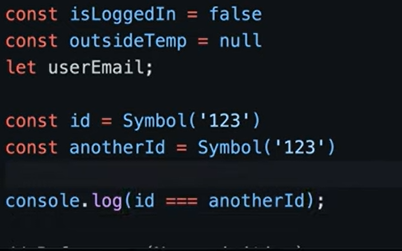 const isLoggedIn = false
const outsideTemp = null
let userEmail;
const id = Symbol('123')
const anotherId = Symbol('123')
console.log(id === anotherId);